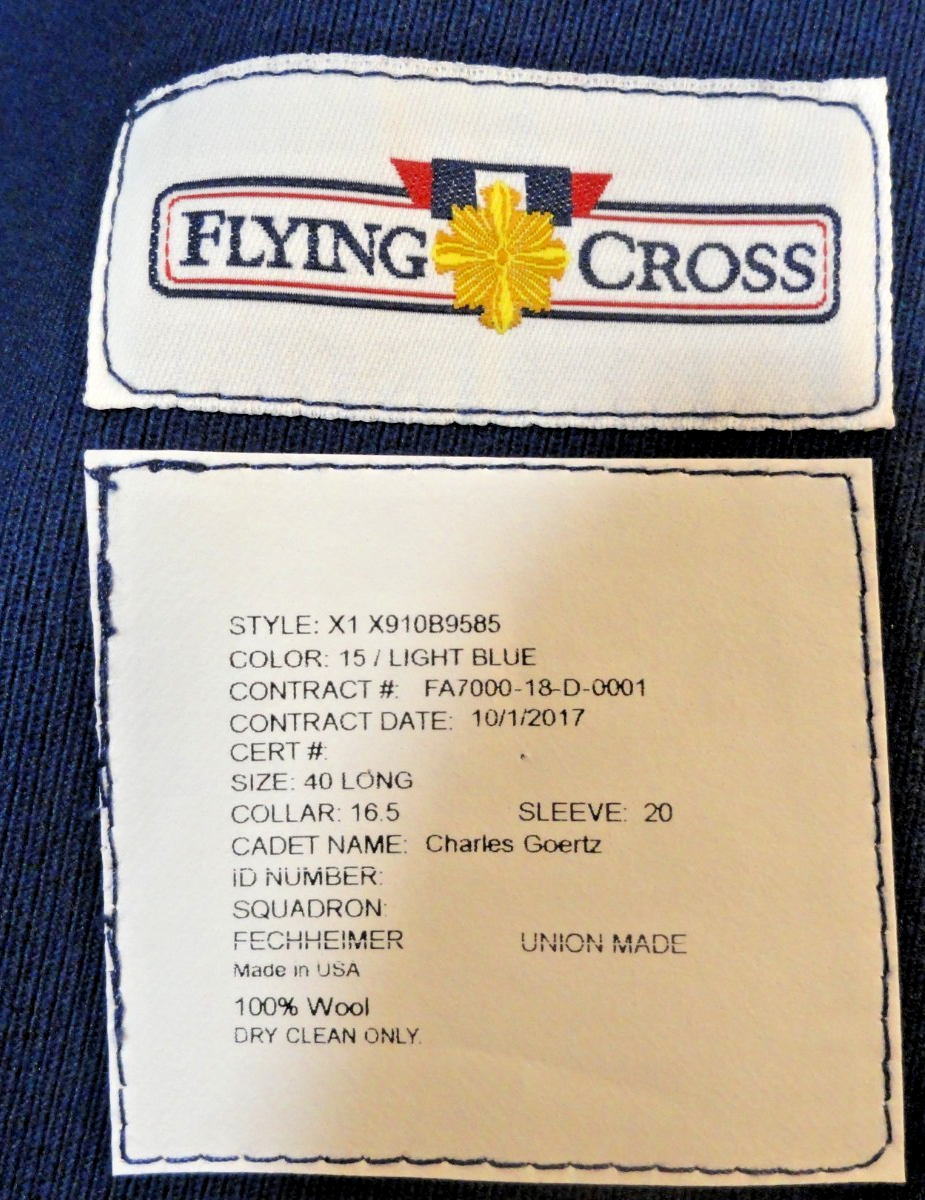 FLYING CROSS
STYLE: X1 X910B9585
COLOR: 15 / LIGHT BLUE
CONTRACT #: FA7000-18-D-0001
CONTRACT DATE: 10/1/2017
CERT #:
SIZE: 40 LONG
COLLAR: 16.5 SLEEVE: 20
CADET NAME: Charles Goertz
ID NUMBER:
SQUADRON:
FECHHEIMER UNION MADE
Made in USA
100% Wool
DRY CLEAN ONLY.